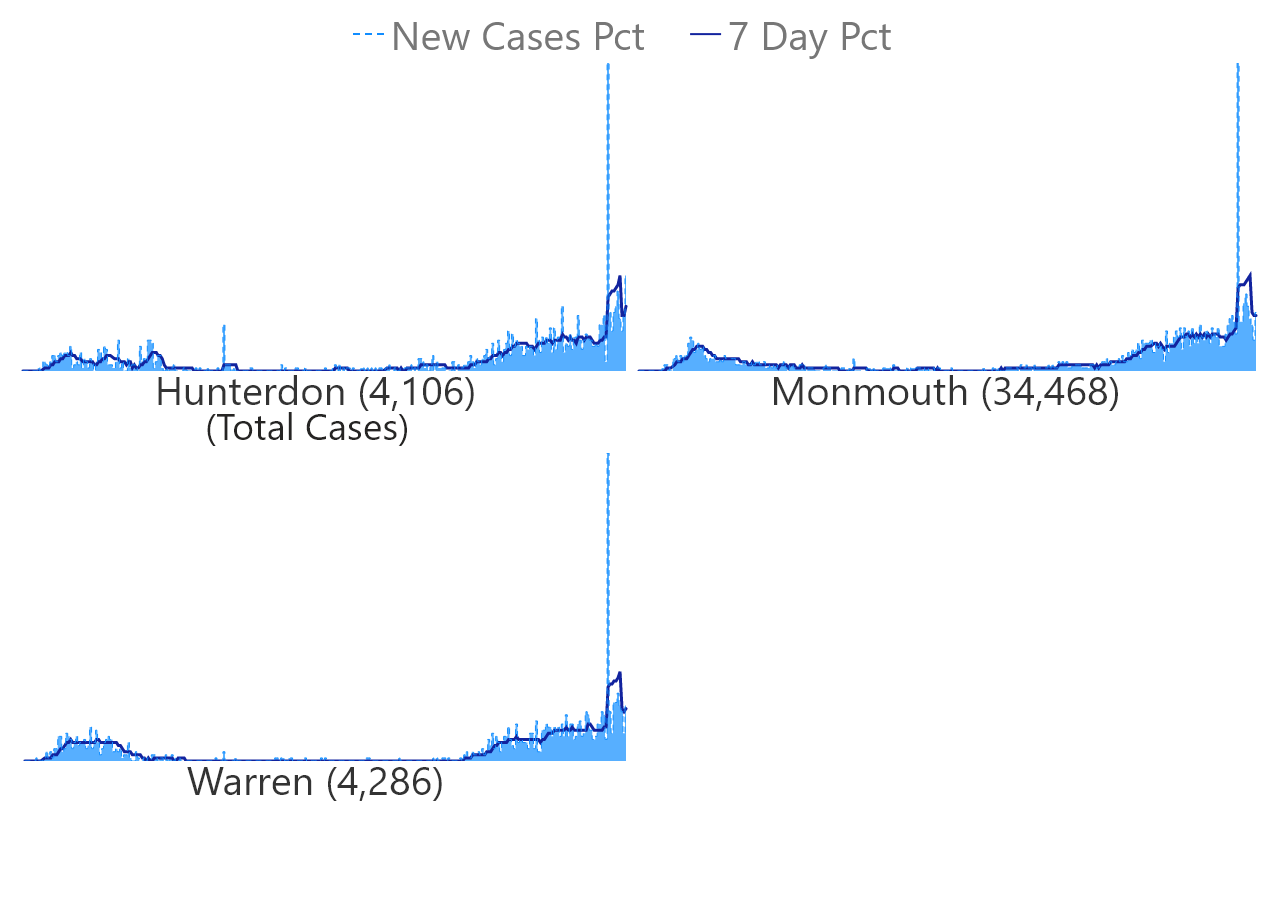 New Cases Pct 7 Day Pct
Hunterdon (4,106) Monmouth (34,468)
(Total Cases)
Warren (4,286)